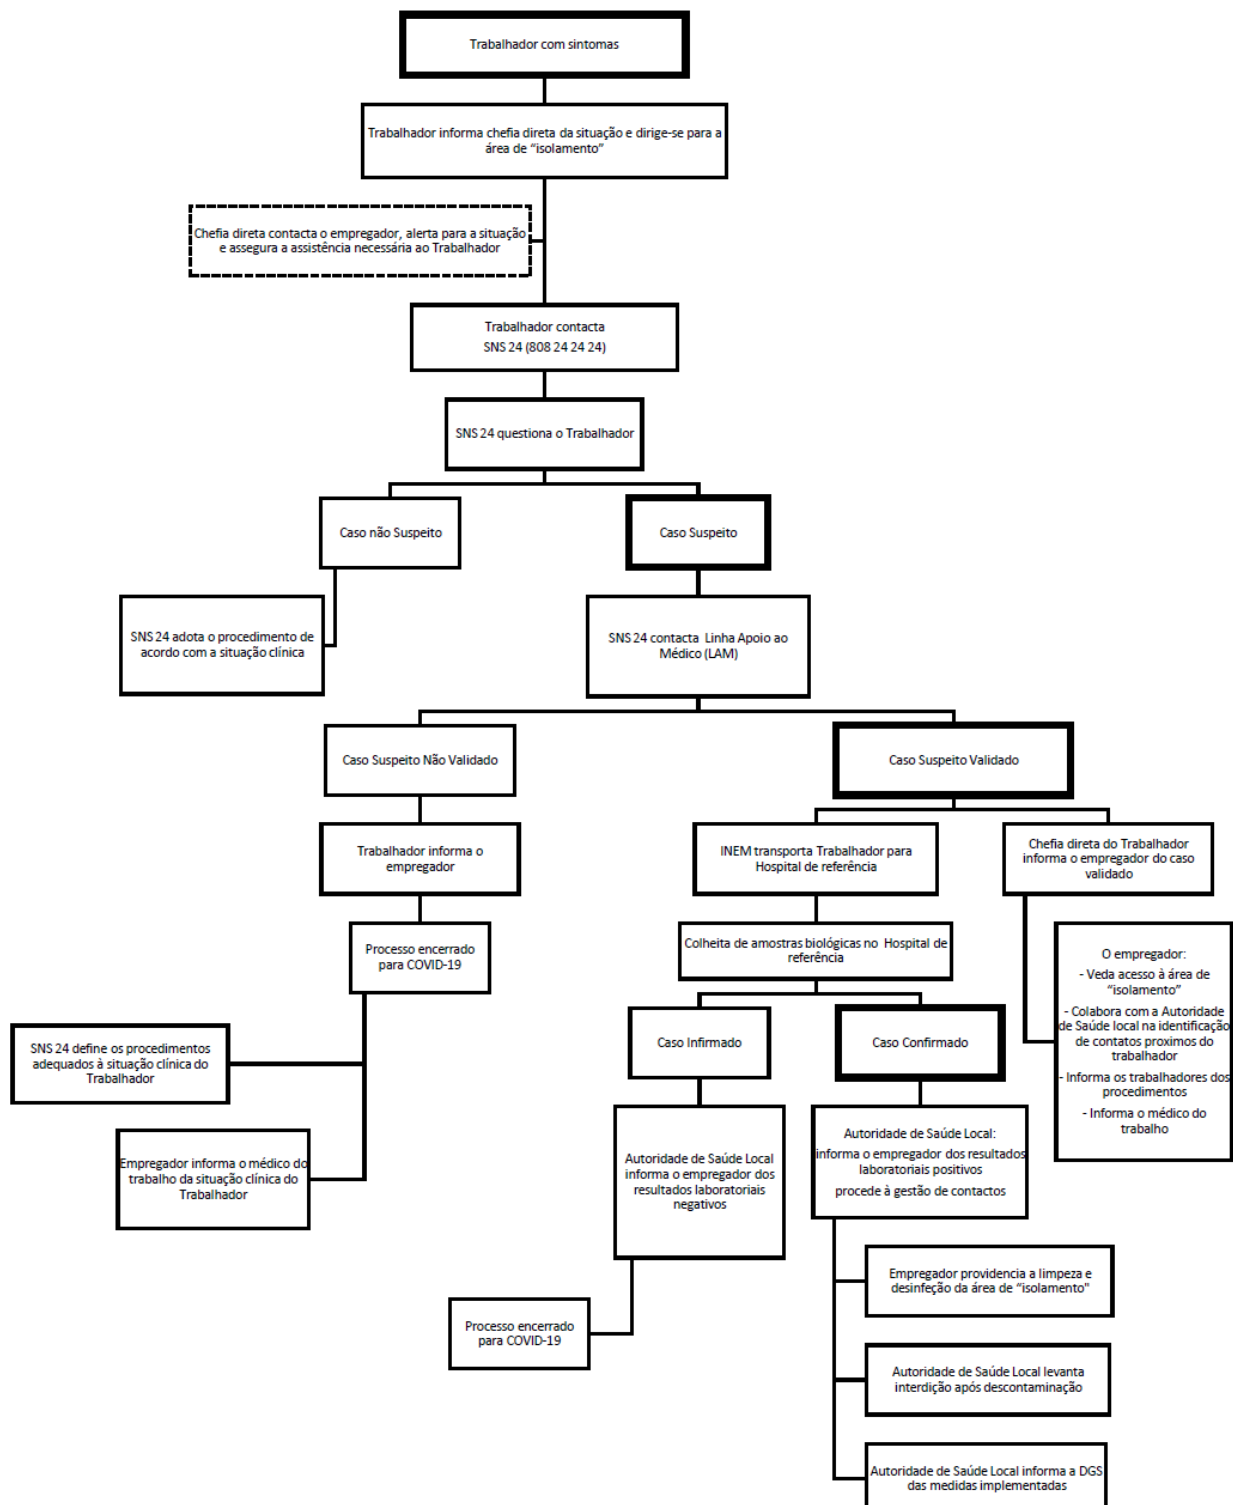 Trabalhador com sintomas
Trabalhador informa chefia direta da situação e dirige-se para a
área de “isolamento”
Chefia direta contacta o empregador, alerta para a situação
e assegura a assistência necessária ao Trabalhador
Trabalhador contacta
SNS 24 (808 24 24 24)
SNS 24 questiona o Trabalhador
Caso não Suspeito
Caso Suspeito
SNS 24 adota o procedimento de
acordo com a situação clínica
SNS 24 contacta Linha Apoio ao
Médico (LAM)
Caso Suspeito Não Validado
Caso Suspeito Validado
Trabalhador informa o
empregador
INEM transporta Trabalhador para
Hospital de referência
Chefia direta do Trabalhador
informa o empregador do caso
validado
Processo encerrado
para COVID-19
Colheita de amostras biológicas no Hospital de
referência
O empregador:
- Veda acesso à área de
“isolamento”
- Colabora com a Autoridade
de Saúde local na identificação
de contatos proximos do
trabalhador
- Informa os trabalhadores dos
procedimentos
- Informa o médico do
trabalho
SNS 24 define os procedimentos
adequados à situação clínica do
Trabalhador
Caso Infirmado
Caso Confirmado
Empregador informa o médico do
trabalho da situação clínica do
Trabalhador
Autoridade de Saúde Local
informa o empregador dos
resultados laboratoriais
negativos
Autoridade de Saúde Local:
informa o empregador dos resultados
laboratoriais positivos
procede à gestão de contactos
Processo encerrado
para COVID-19
Empregador providencia a limpeza e
desinfeção da área de “isolamento"
Autoridade de Saúde Local levanta
interdição após descontaminação
Autoridade de Saúde Local informa a DGS
das medidas implementadas